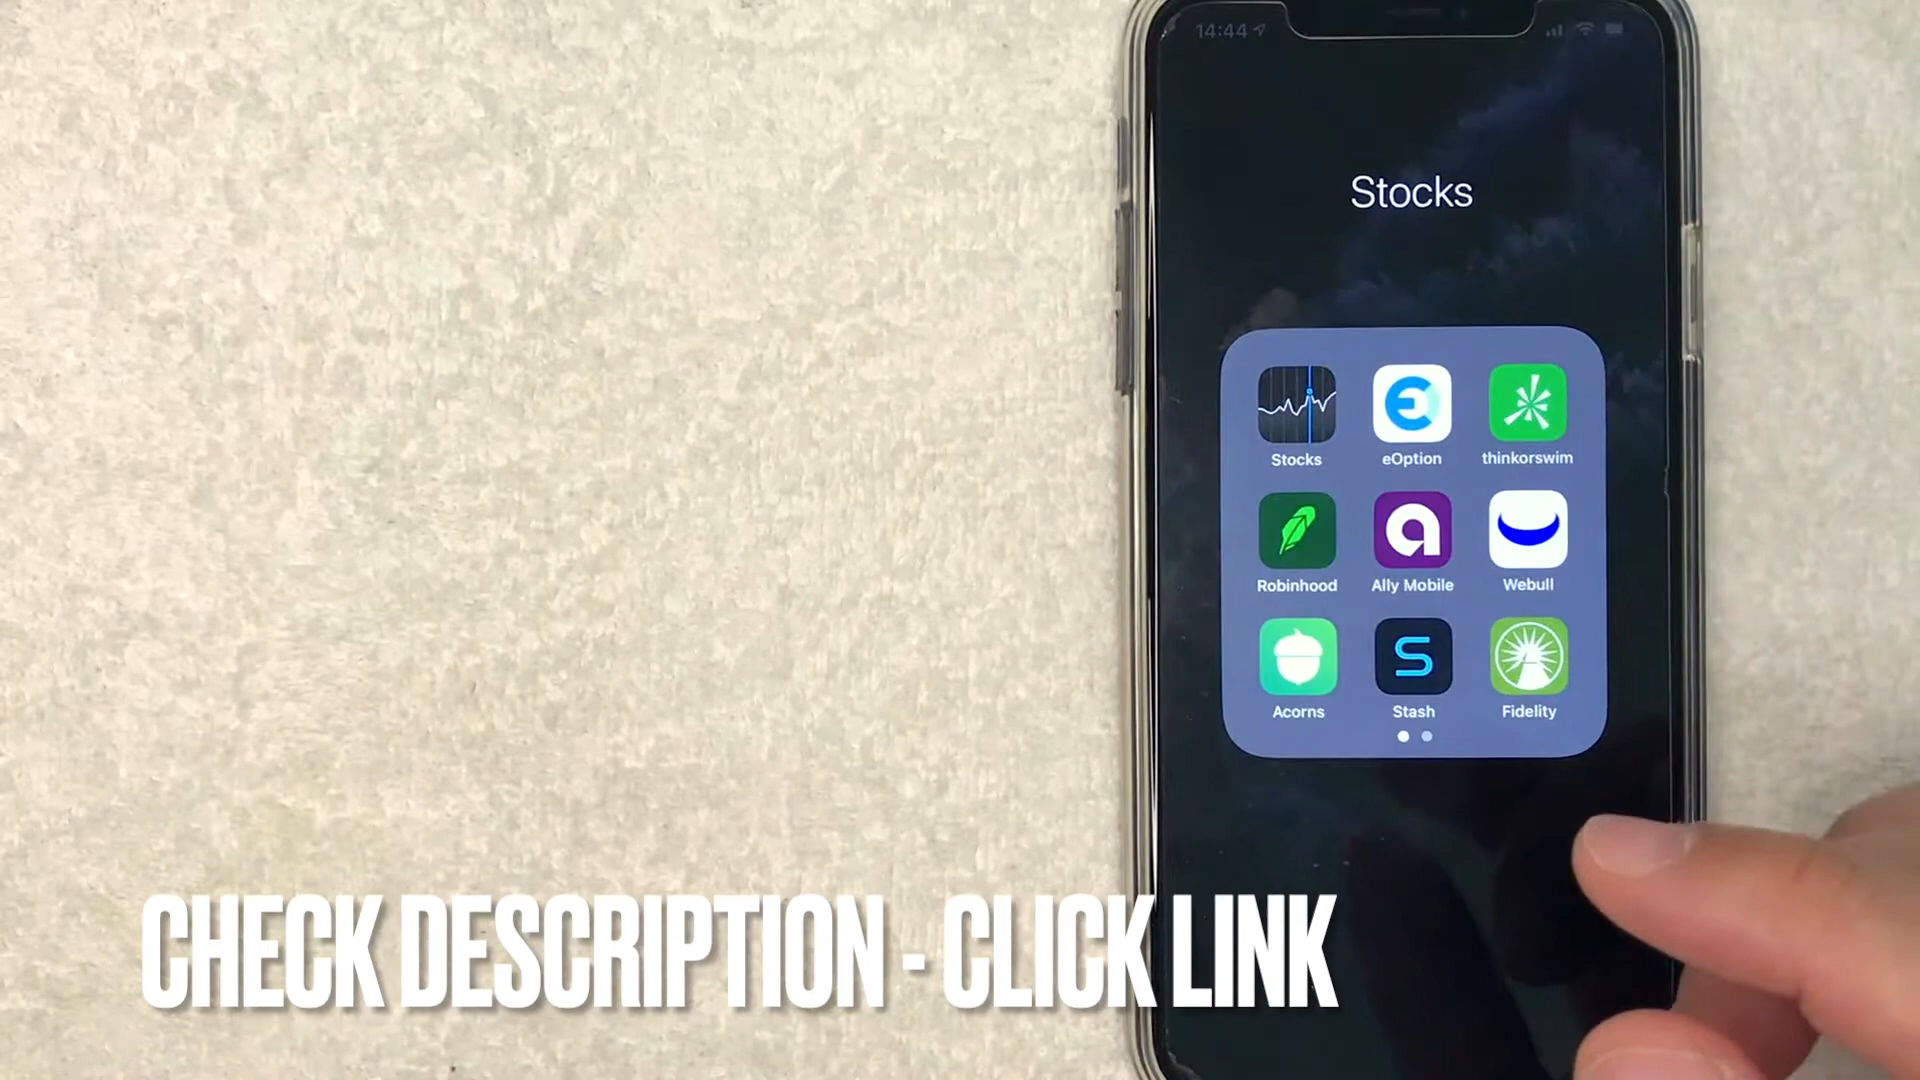 14:44
Stocks
Stocks eOption thinkorswim
Robinhood Ally Mobile Webull
Acorns Stash Fidelity
CHECK DESCRIPTION - CLICK LINK